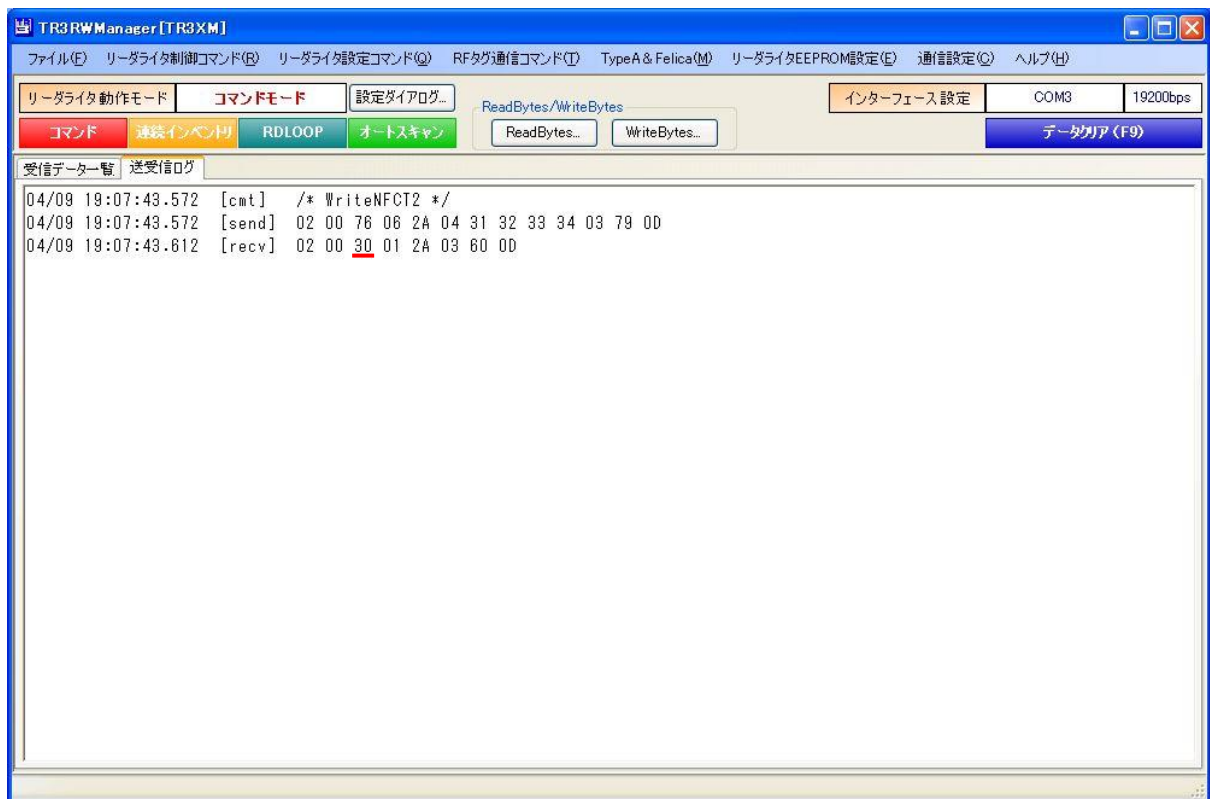 TR3RWManager[TR3XM]
ファイル(F) リーダライタ制御コマンド(R) リーダライタ設定コマンド(Q) RFタグ通信コマンド(T) TypeA&Felica(M) リーダライタEEPROM設定(E) 通信設定(C) ヘルプ(H)
リーダライタ動作モード コマンドモード 設定ダイアログ... ReadBytes/WriteBytes インターフェース設定 COM3 19200bps
コマンド 連続インベントリ RDLOOP オートスキャン ReadBytes... WriteBytes... データクリア(F9)
受信データ一覧 送受信ログ
04/09 19:07:43.572 [cmt] /* WriteNFCT2 */
04/09 19:07:43.572 [send] 02 00 76 06 2A 04 31 32 33 34 03 79 0D
04/09 19:07:43.612 [recv] 02 00 30 01 2A 03 60 0D